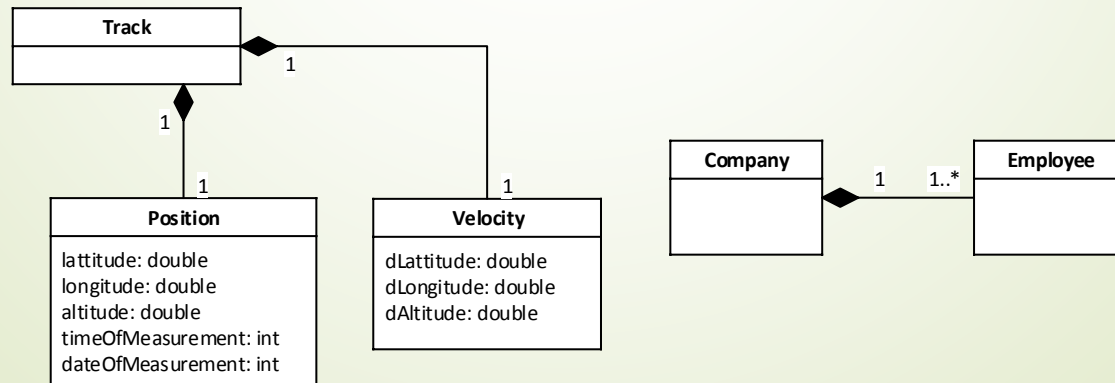 Track
1
1
1
1
Position
lattitude: double
longitude: double
altitude: double
timeOfMeasurement: int
dateOfMeasurement: int
Velocity
dLattitude: double
dLongitude: double
dAltitude: double
Company
1
1..*
Employee